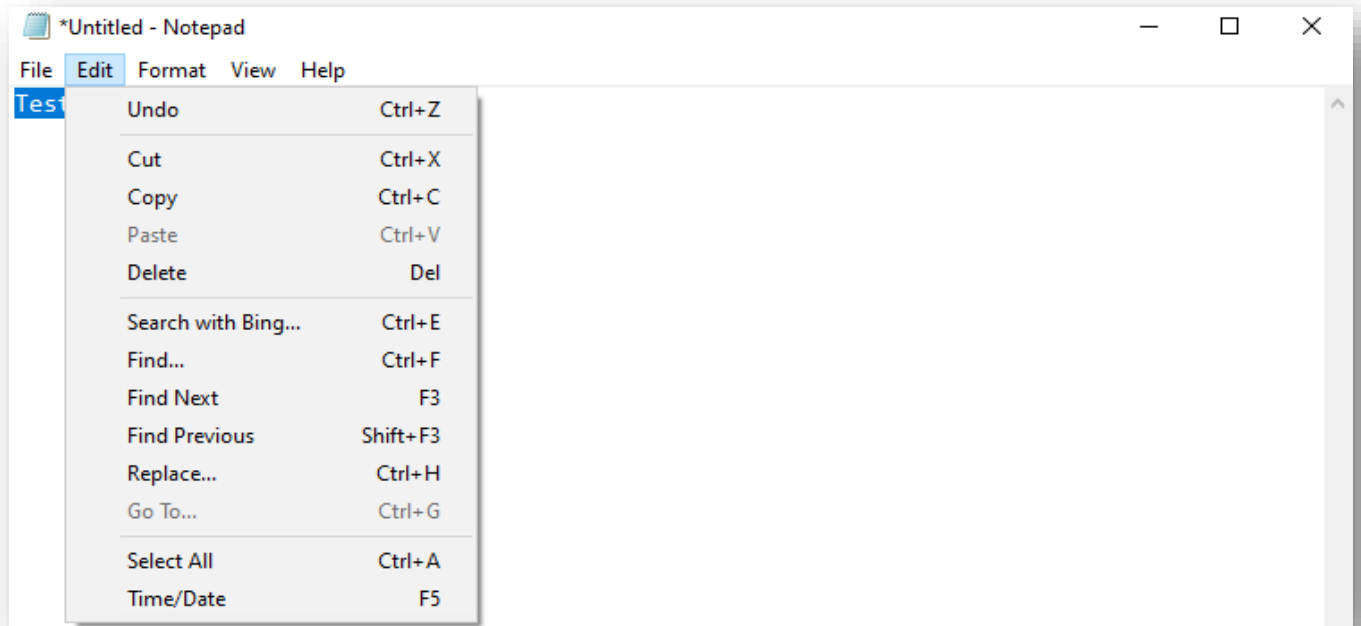 *Untitled - Notepad
File Edit Format View Help
Test
Undo Ctrl+Z
Cut Ctrl+X
Copy Ctrl+C
Paste Ctrl+V
Delete Del
Search with Bing... Ctrl+E
Find... Ctrl+F
Find Next F3
Find Previous Shift+F3
Replace... Ctrl+H
Go To... Ctrl+G
Select All Ctrl+A
Time/Date F5